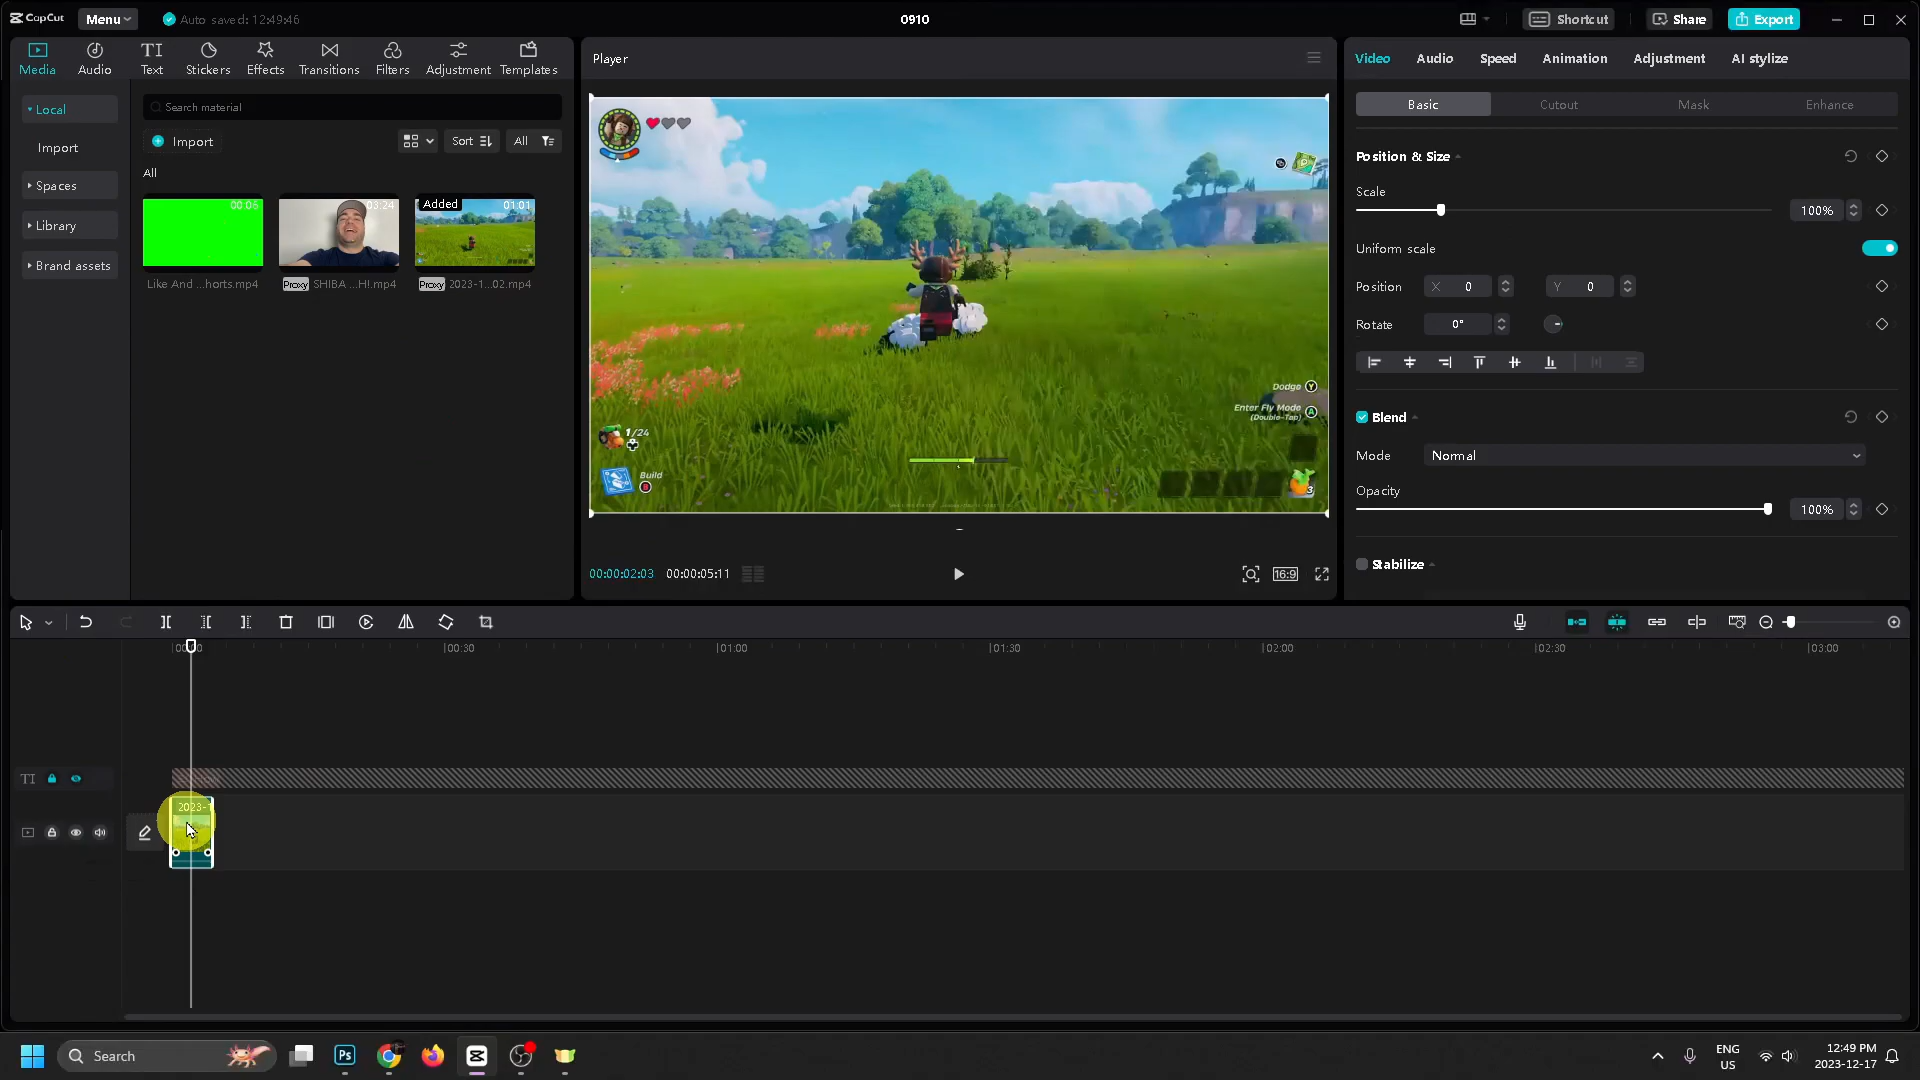 CapCut
Menu
Auto saved: 12:49:46
0910
Shortcut
Share
Export
Media
Audio
TI
Text
Stickers
Effects
Transitions
Filters
Adjustment
Templates
Local
Import
Spaces
Library
Brand assets
Search material
Import
Sort
All
All
00:05
03:24
Added
01:01
Like And ...horts.mp4
Proxy SHIBA ...H!.mp4
Proxy 2023-1...02.mp4
Player
Dodge Y
Enter Fly Mode A
(Double-Tap)
1/24
Build
B
3
00:00:02:03 00:00:05:11
16:9
Video
Audio
Speed
Animation
Adjustment
AI stylize
Basic
Cutout
Mask
Enhance
Position & Size
Scale
100%
Uniform scale
Position X 0 Y 0
Rotate 0°
Blend
Mode Normal
Opacity
100%
Stabilize
00:30
01:00
01:30
02:00
02:30
03:00
TI
2023-1
Search
Ps
ENG
US
12:49 PM
2023-12-17